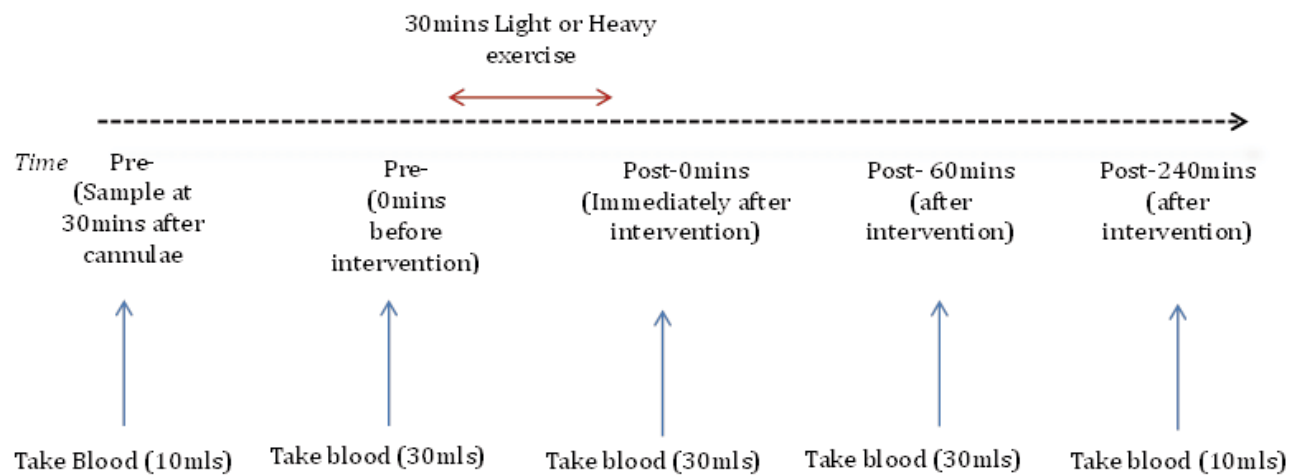 30mins Light or Heavy
exercise
Time
Pre-
(Sample at
30mins after
cannulae
Pre-
(0mins
before
intervention)
Post-0mins
(Immediately after
intervention)
Post- 60mins
(after
intervention)
Post-240mins
(after
intervention)
Take Blood (10mls)
Take blood (30mls)
Take blood (30mls)
Take blood (30mls)
Take blood (10mls)